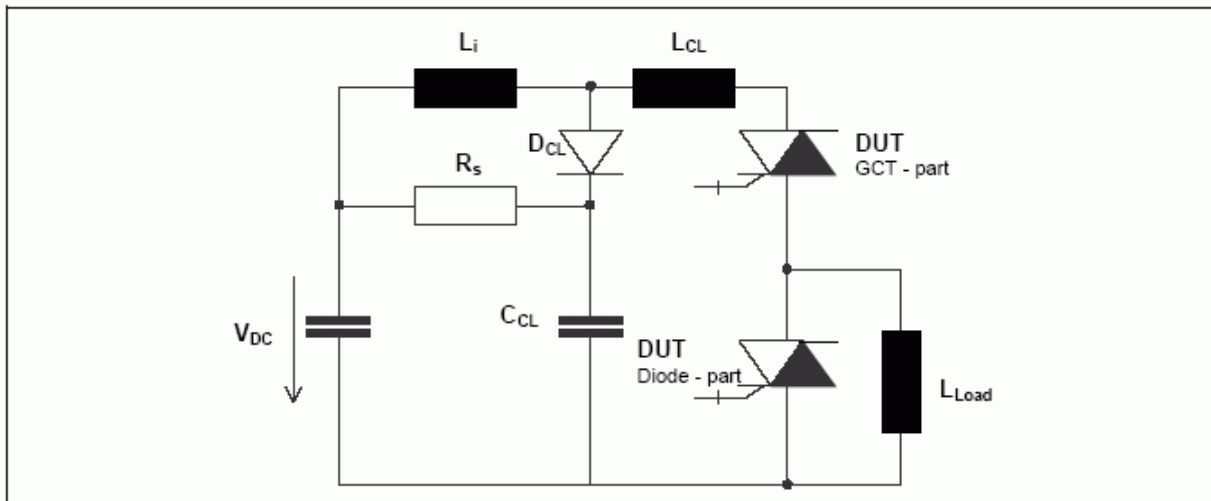 Li
LCL
DCL
DUT
GCT - part
Rs
VDC
CCL
DUT
Diode - part
LLoad